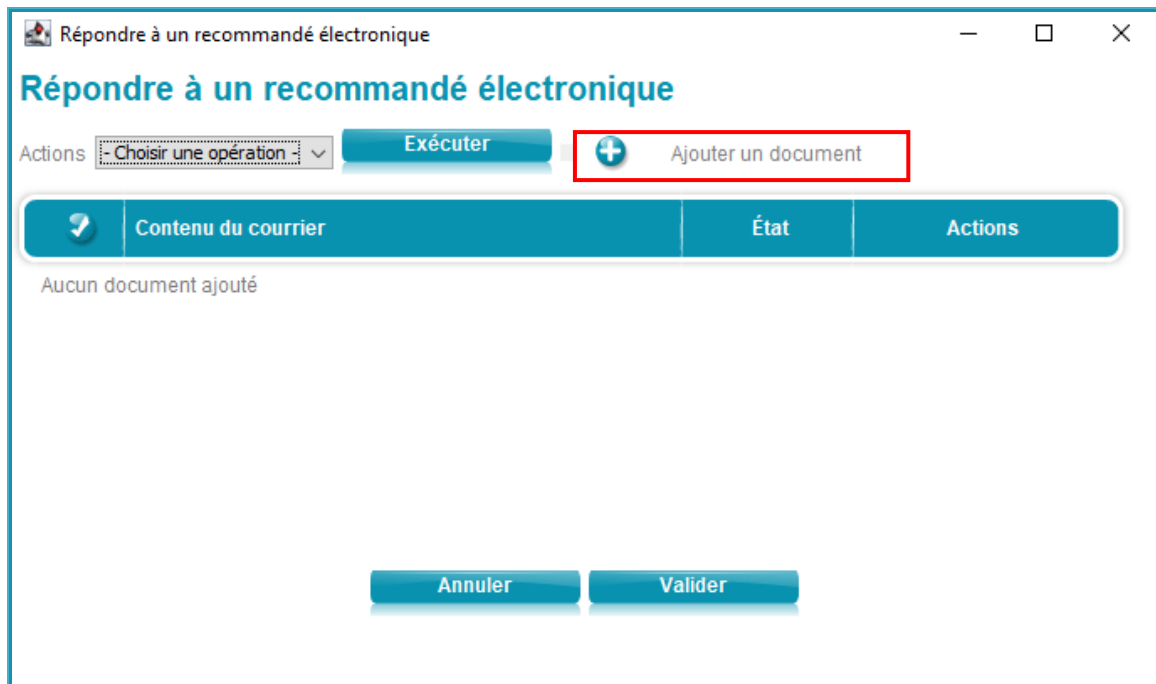 Répondre à un recommandé électronique
Répondre à un recommandé électronique
Actions - Choisir une opération - Exécuter Ajouter un document
Contenu du courrier État Actions
Aucun document ajouté
Annuler Valider